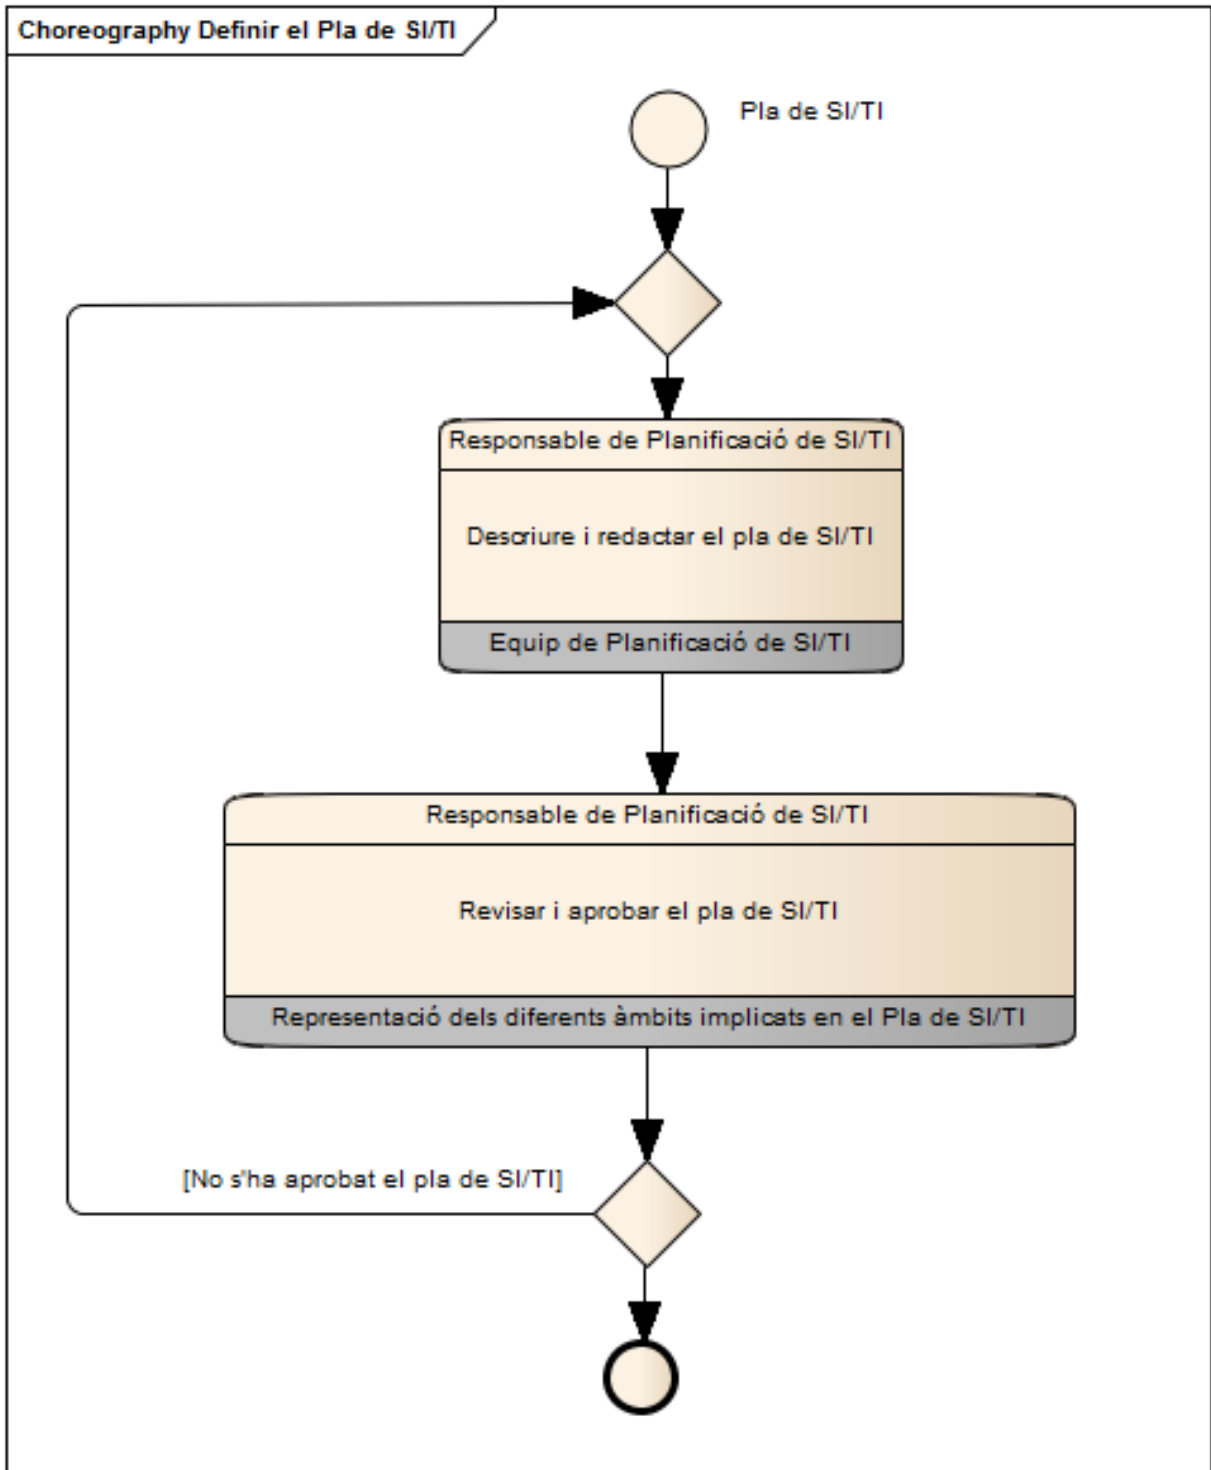 Choreography Definir el Pla de SI/TI
Pla de SI/TI
Responsable de Planificació de SI/TI
Descriure i redactar el pla de SI/TI
Equip de Planificació de SI/TI
Responsable de Planificació de SI/TI
Revisar i aprobar el pla de SI/TI
Representació dels diferents àmbits implicats en el Pla de SI/TI
[No s'ha aprobat el pla de SI/TI]